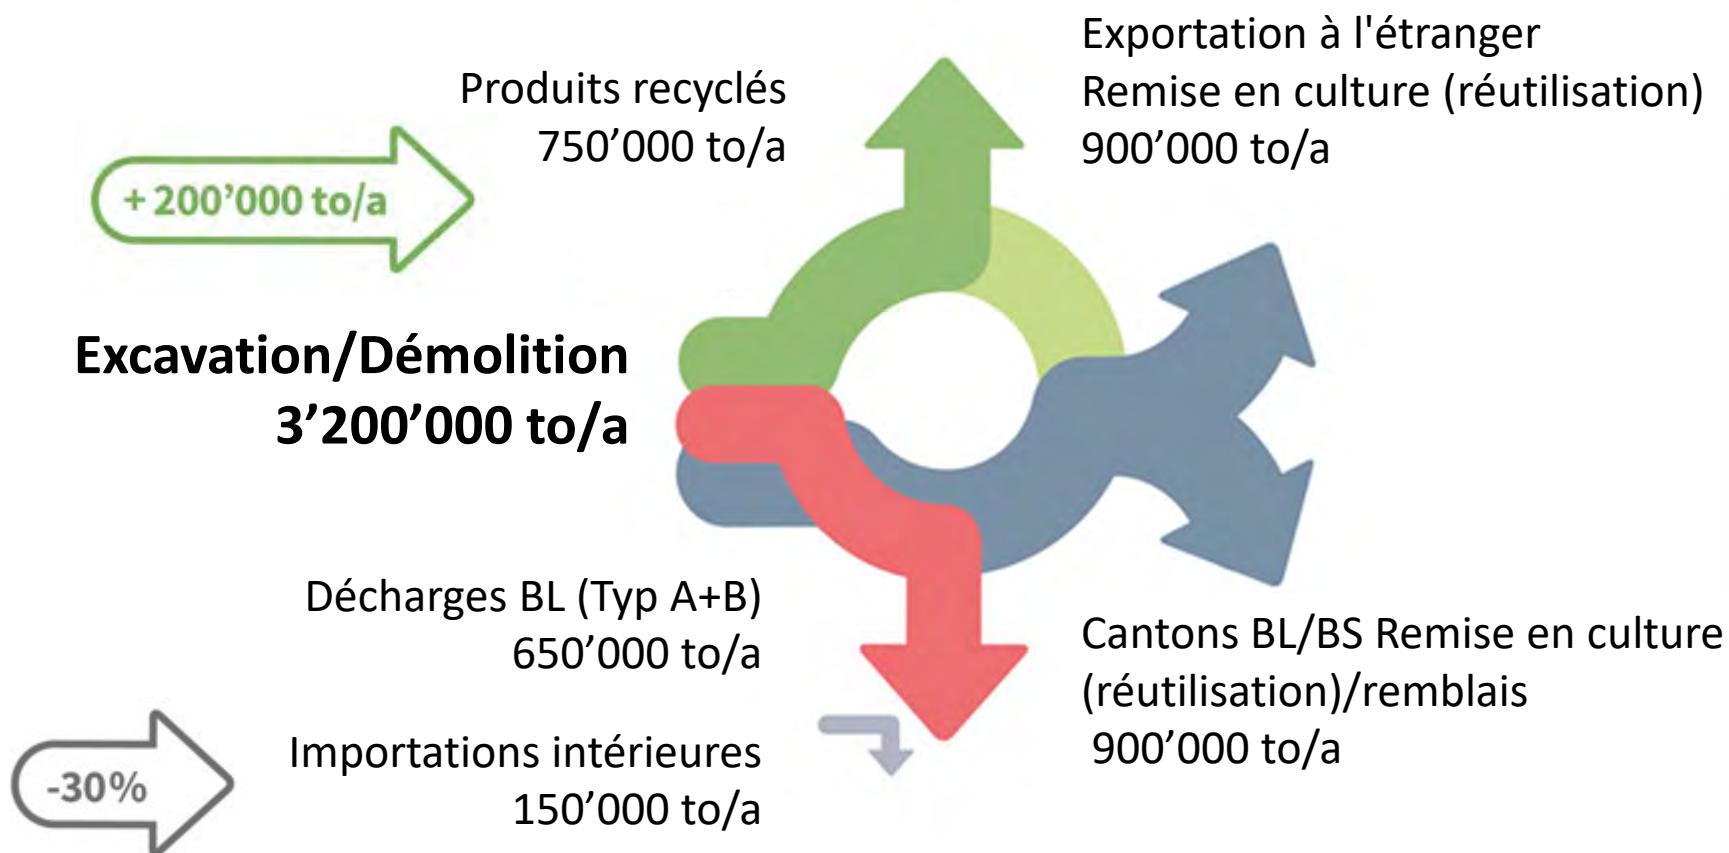 Exportation à l'étranger
Remise en culture (réutilisation)
900’000 to/a
Produits recyclés
750’000 to/a
+ 200’000 to/a
Excavation/Démolition
3’200’000 to/a
Décharges BL (Typ A+B)
650’000 to/a
Cantons BL/BS Remise en culture
(réutilisation)/remblais
900’000 to/a
Importations intérieures
150’000 to/a
-30%